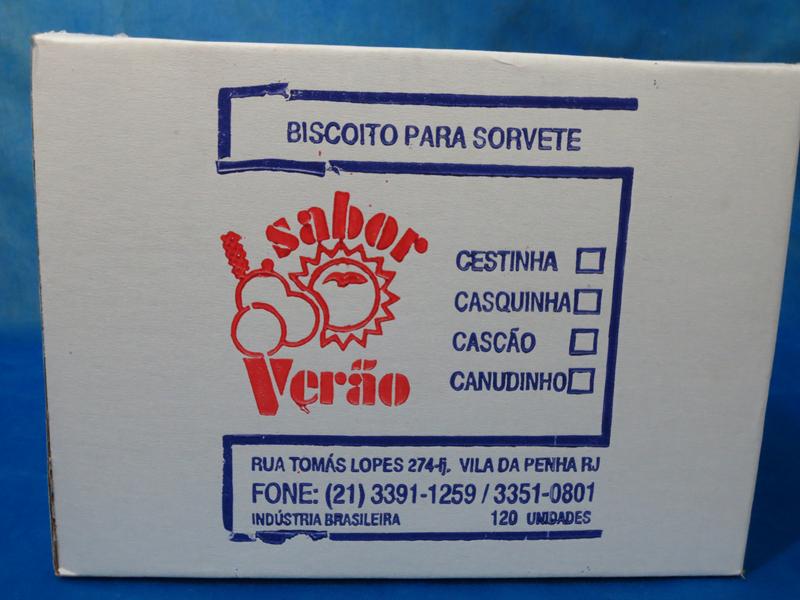 BISCOITO PARA SORVETE
sabor
Verão
CESTINHA
CASQUINHA
CASCÃO
CANUDINHO
RUA TOMÁS LOPES 274-lj. VILA DA PENHA RJ
FONE: (21) 3391-1259 / 3351-0801
INDÚSTRIA BRASILEIRA 120 UNIDADES